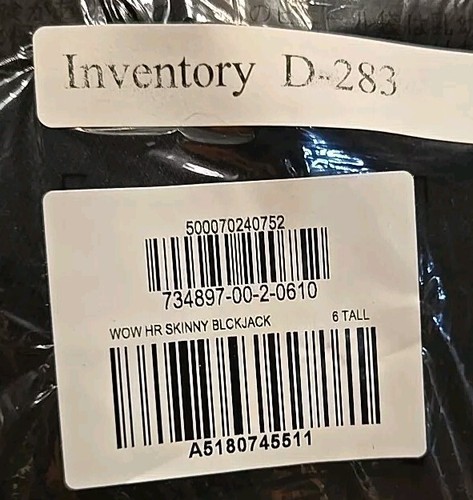 Inventory D-283
500070240752
734897-00-2-0610
WOW HR SKINNY BLCKJACK 6 TALL
A5180745511